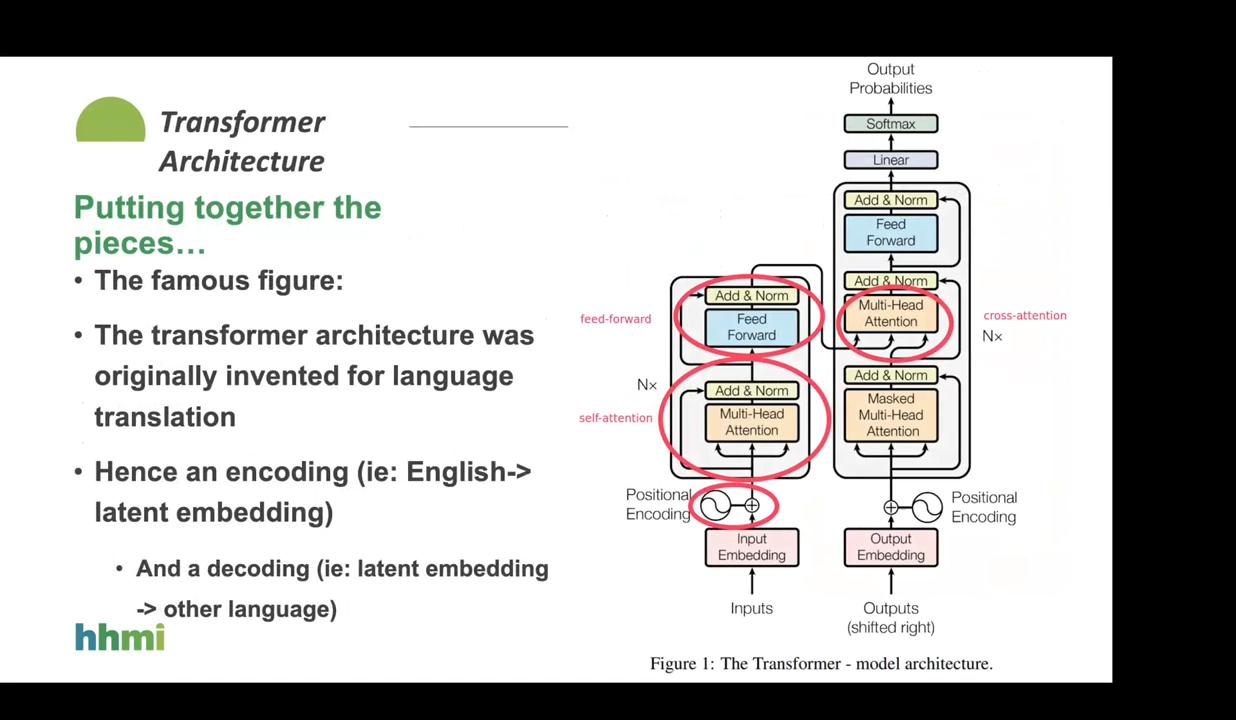 Transformer
Architecture
Putting together the
pieces…
• The famous figure:
• The transformer architecture was
originally invented for language
translation
• Hence an encoding (ie: English->
latent embedding)
• And a decoding (ie: latent embedding
-> other language)
hhmi
Output
Probabilities
Softmax
Linear
Add & Norm
Feed
Forward
Add & Norm
Multi-Head
Attention
cross-attention
Nx
Add & Norm
Masked
Multi-Head
Attention
Positional
Encoding
Output
Embedding
Outputs
(shifted right)
Add & Norm
feed-forward
Feed
Forward
Nx
Add & Norm
self-attention
Multi-Head
Attention
Positional
Encoding
Input
Embedding
Inputs
Figure 1: The Transformer - model architecture.